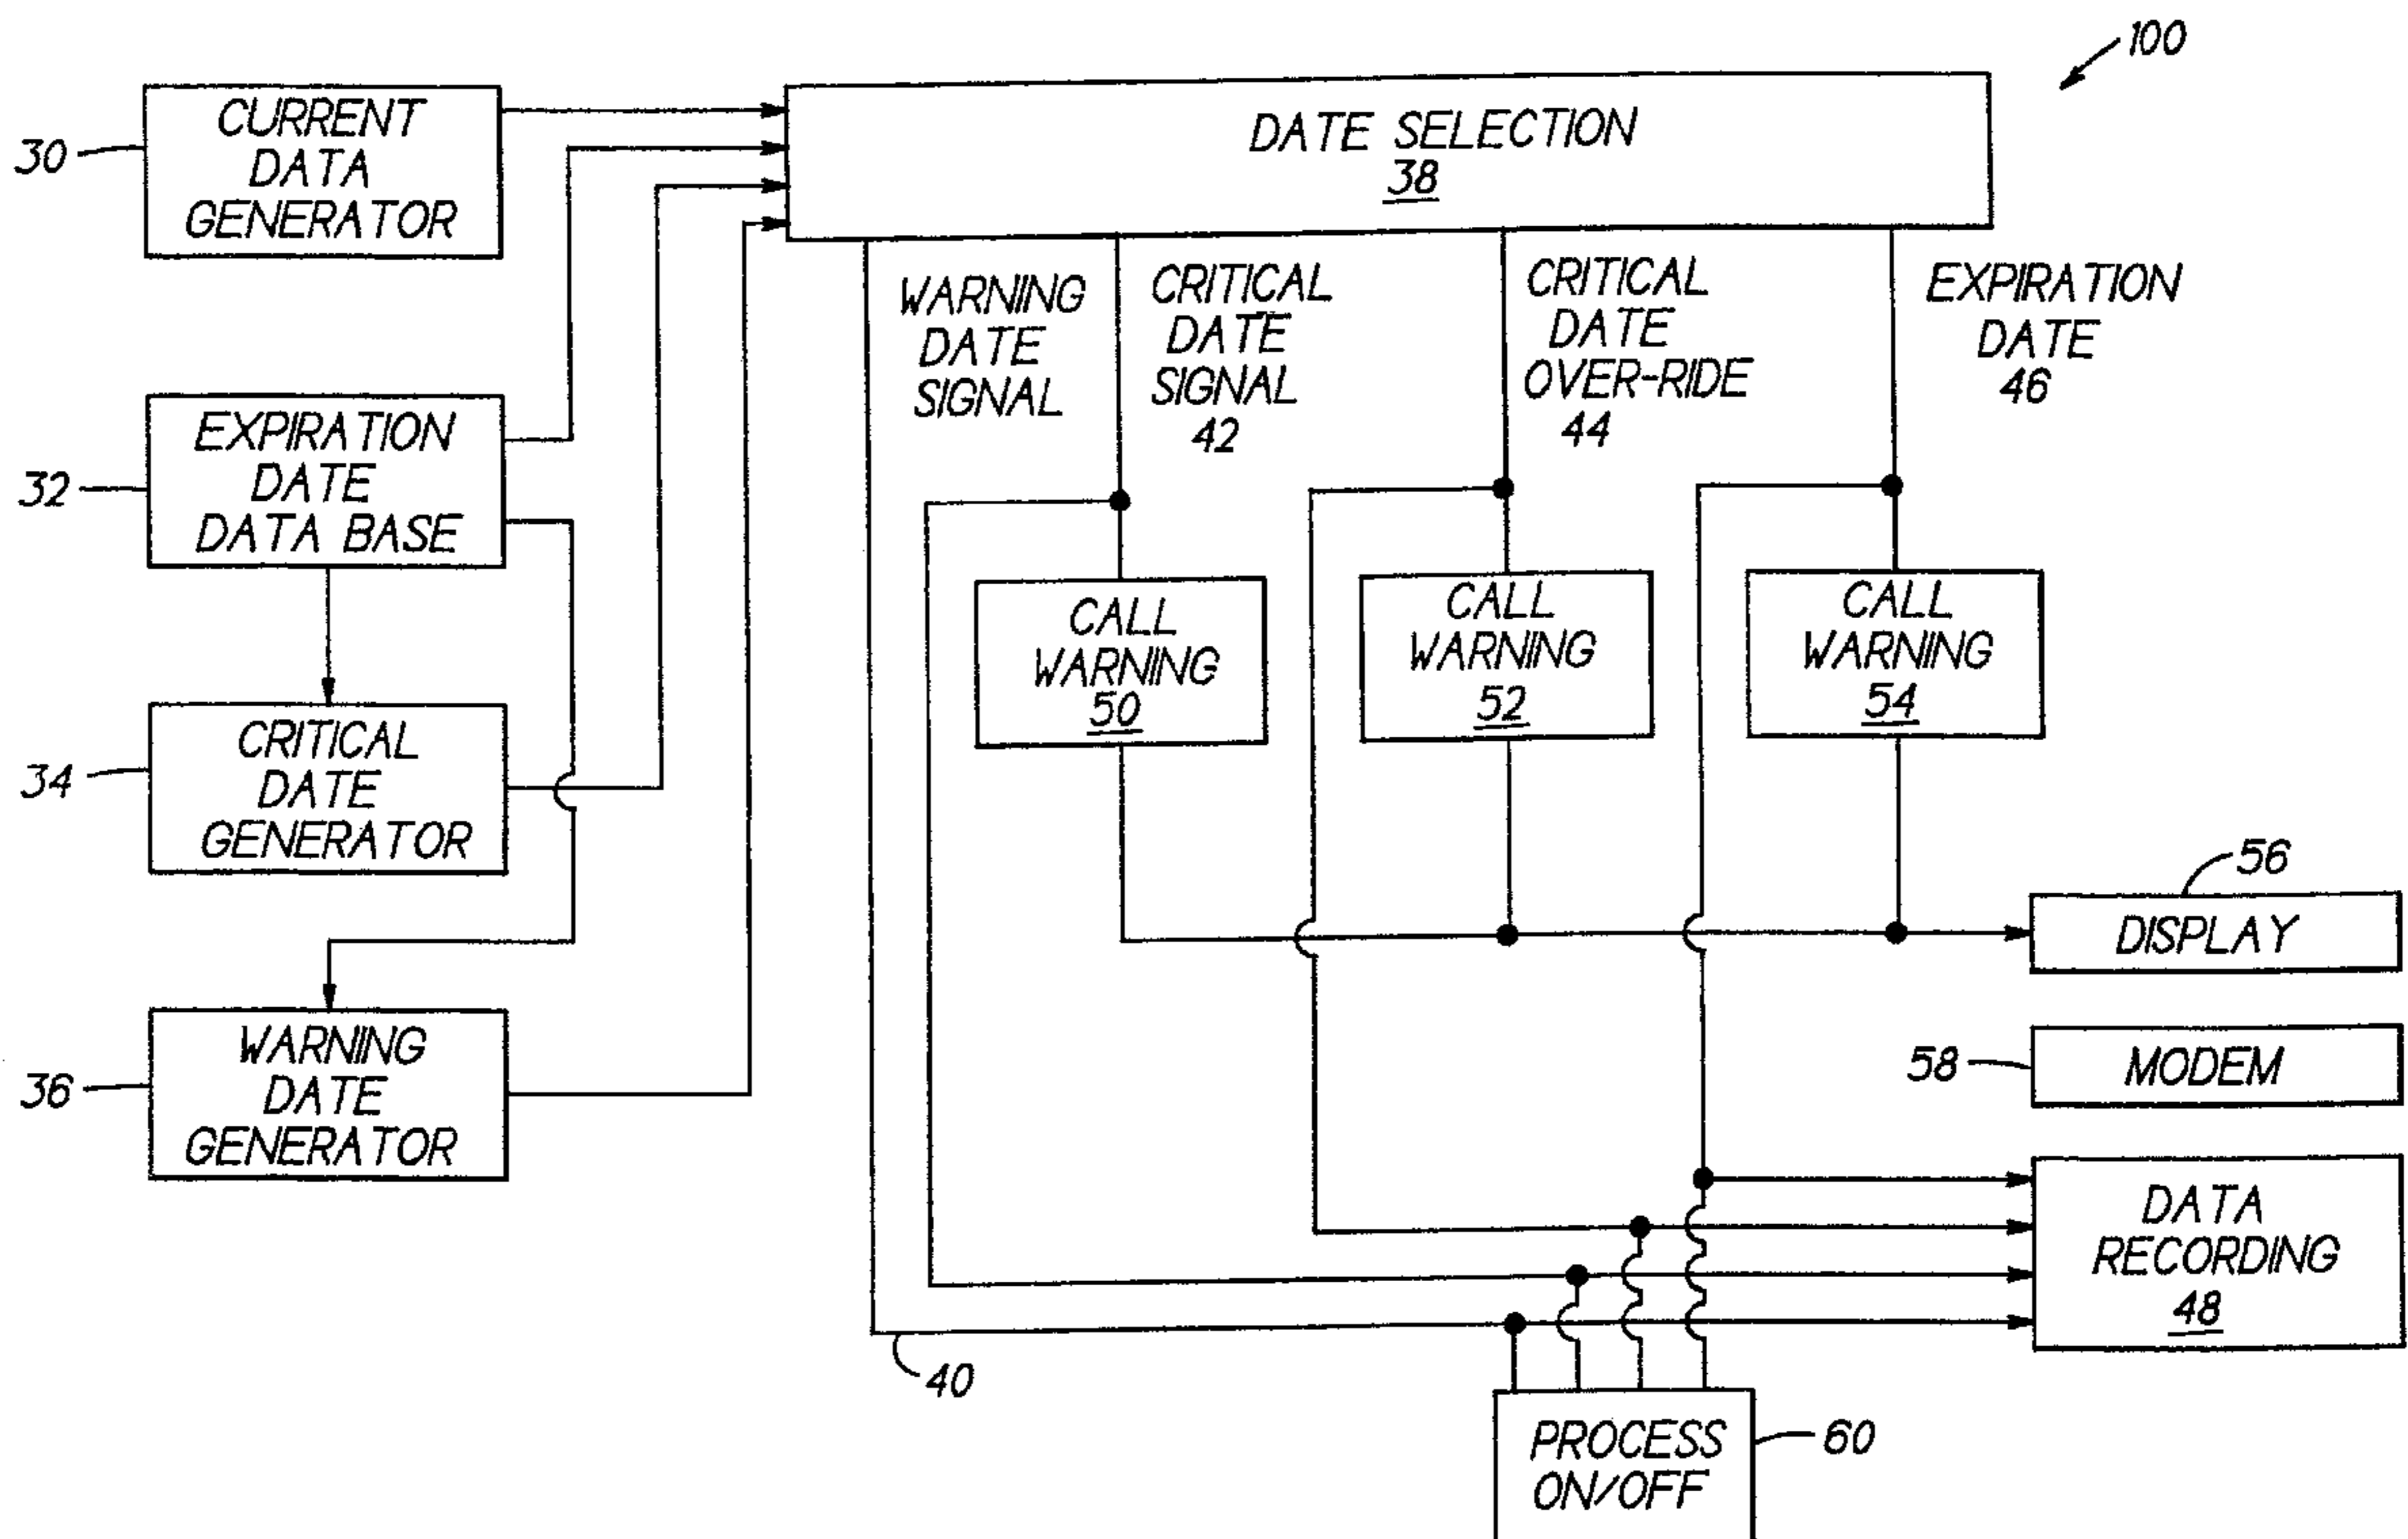 100
CURRENT
DATA
GENERATOR
30
DATE SELECTION
38
WARNING
DATE
SIGNAL
CRITICAL
DATE
SIGNAL
42
CRITICAL
DATE
OVER-RIDE
44
EXPIRATION
DATE
46
EXPIRATION
DATE
DATA BASE
32
CALL
WARNING
50
CALL
WARNING
52
CALL
WARNING
54
CRITICAL
DATE
GENERATOR
34
56
DISPLAY
WARNING
DATE
GENERATOR
36
58
MODEM
DATA
RECORDING
48
40
PROCESS
ON/OFF
60